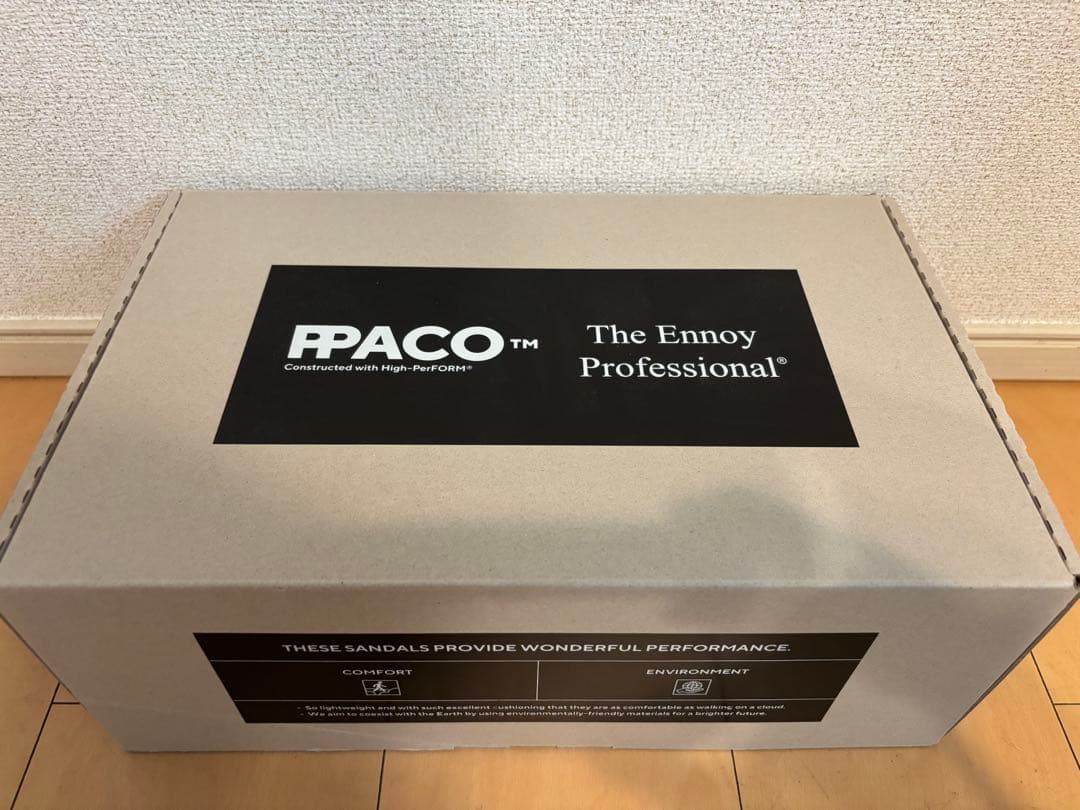 PPACO™
Constructed with High-PerFORM®
The Ennoy
Professional®
THESE SANDALS PROVIDE WONDERFUL PERFORMANCE.
COMFORT
ENVIRONMENT
- So lightweight and with such excellent cushioning that they are as comfortable as walking on a cloud.
- We aim to coexist with the Earth by using environmentally-friendly materials for a brighter future.